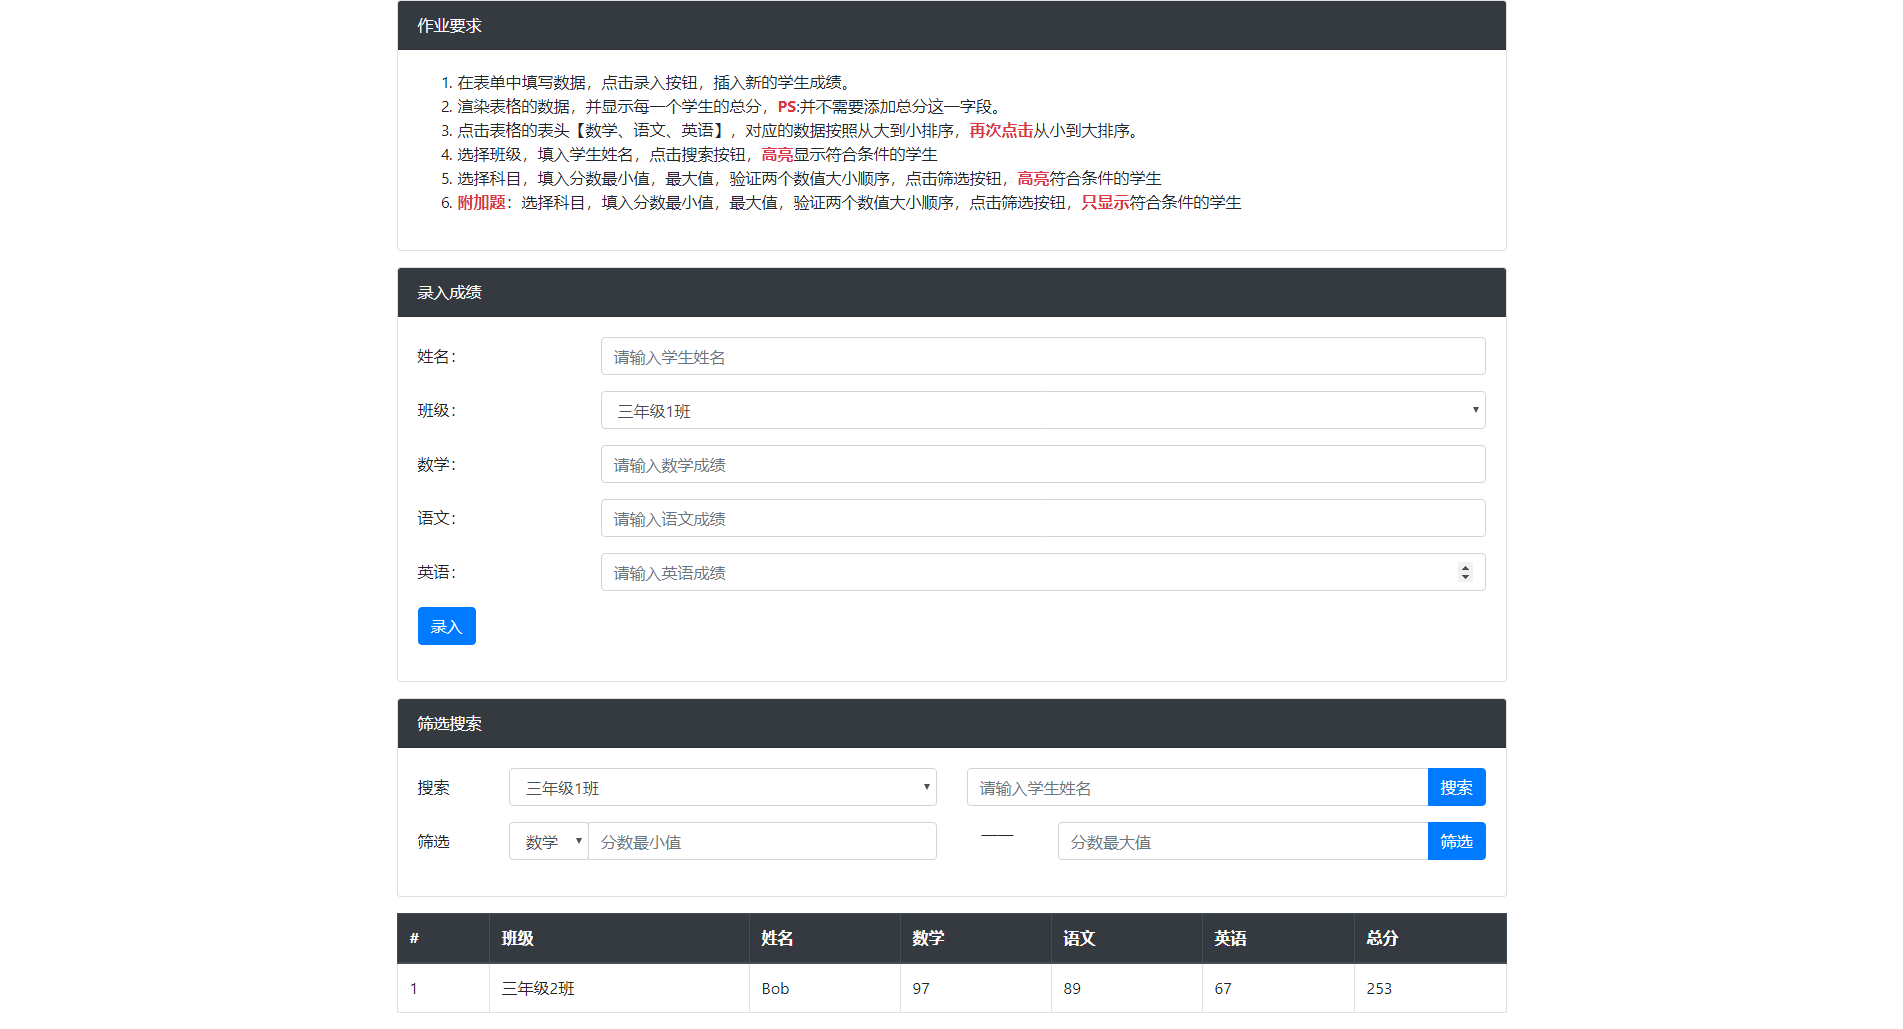 作业要求
1. 在表单中填写数据，点击录入按钮，插入新的学生成绩。
2. 渲染表格的数据，并显示每一个学生的总分，PS:并不需要添加总分这一字段。
3. 点击表格的表头【数学、语文、英语】，对应的数据按照从大到小排序，再次点击从小到大排序。
4. 选择班级，填入学生姓名，点击搜索按钮，高亮显示符合条件的学生
5. 选择科目，填入分数最小值，最大值，验证两个数值大小顺序，点击筛选按钮，高亮符合条件的学生
6. 附加题：选择科目，填入分数最小值，最大值，验证两个数值大小顺序，点击筛选按钮，只显示符合条件的学生
录入成绩
姓名： 请输入学生姓名
班级： 三年级1班
数学： 请输入数学成绩
语文： 请输入语文成绩
英语： 请输入英语成绩
录入
筛选搜索
搜索 三年级1班 请输入学生姓名 搜索
筛选 数学 分数最小值 —— 分数最大值 筛选
# 班级 姓名 数学 语文 英语 总分
1 三年级2班 Bob 97 89 67 253